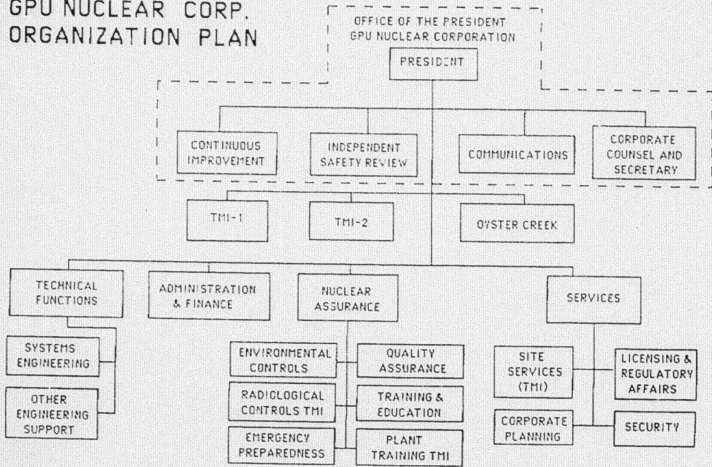 GPU NUCLEAR CORP.
ORGANIZATION PLAN
OFFICE OF THE PRESIDENT
GPU NUCLEAR CORPORATION
PRESIDENT
CONTINUOUS
IMPROVEMENT
INDEPENDENT
SAFETY REVIEW
COMMUNICATIONS
CORPORATE
COUNSEL AND
SECRETARY
TMI-1
TMI-2
OYSTER CREEK
TECHNICAL
FUNCTIONS
ADMINISTRATION
& FINANCE
NUCLEAR
ASSURANCE
SERVICES
SYSTEMS
ENGINEERING
OTHER
ENGINEERING
SUPPORT
ENVIRONMENTAL
CONTROLS
QUALITY
ASSURANCE
RADIOLOGICAL
CONTROLS TMI
TRAINING &
EDUCATION
EMERGENCY
PREPAREDNESS
PLANT
TRAINING TMI
SITE
SERVICES
(TMI)
LICENSING &
REGULATORY
AFFAIRS
CORPORATE
PLANNING
SECURITY